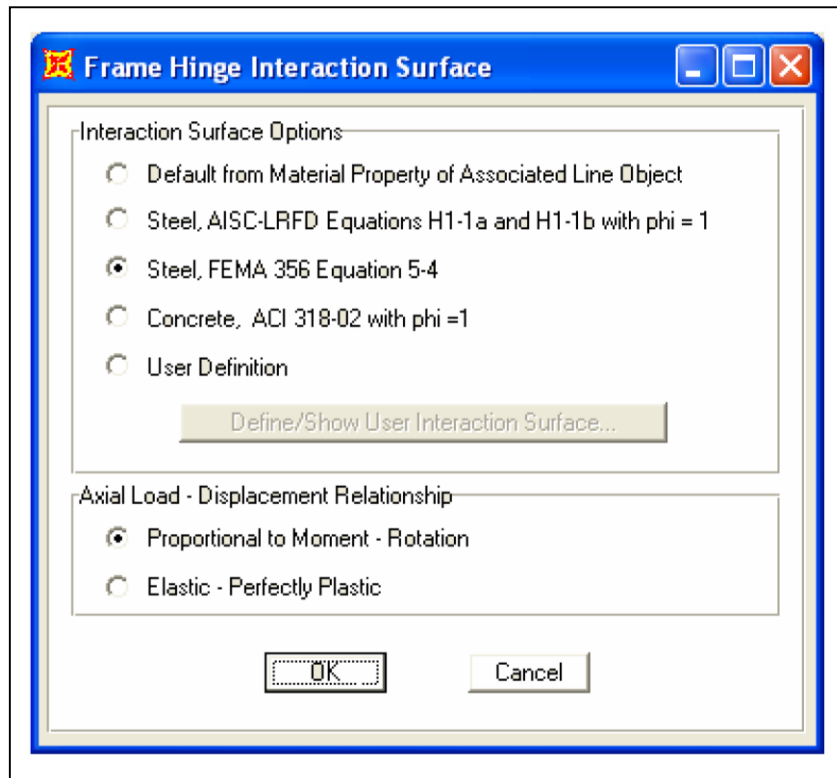 Frame Hinge Interaction Surface
Interaction Surface Options
Default from Material Property of Associated Line Object
Steel, AISC-LRFD Equations H1-1a and H1-1b with phi = 1
Steel, FEMA 356 Equation 5-4
Concrete,  ACI 318-02 with phi =1
User Definition
Define/Show User Interaction Surface...
Axial Load - Displacement Relationship
Proportional to Moment - Rotation
Elastic - Perfectly Plastic
OK
Cancel